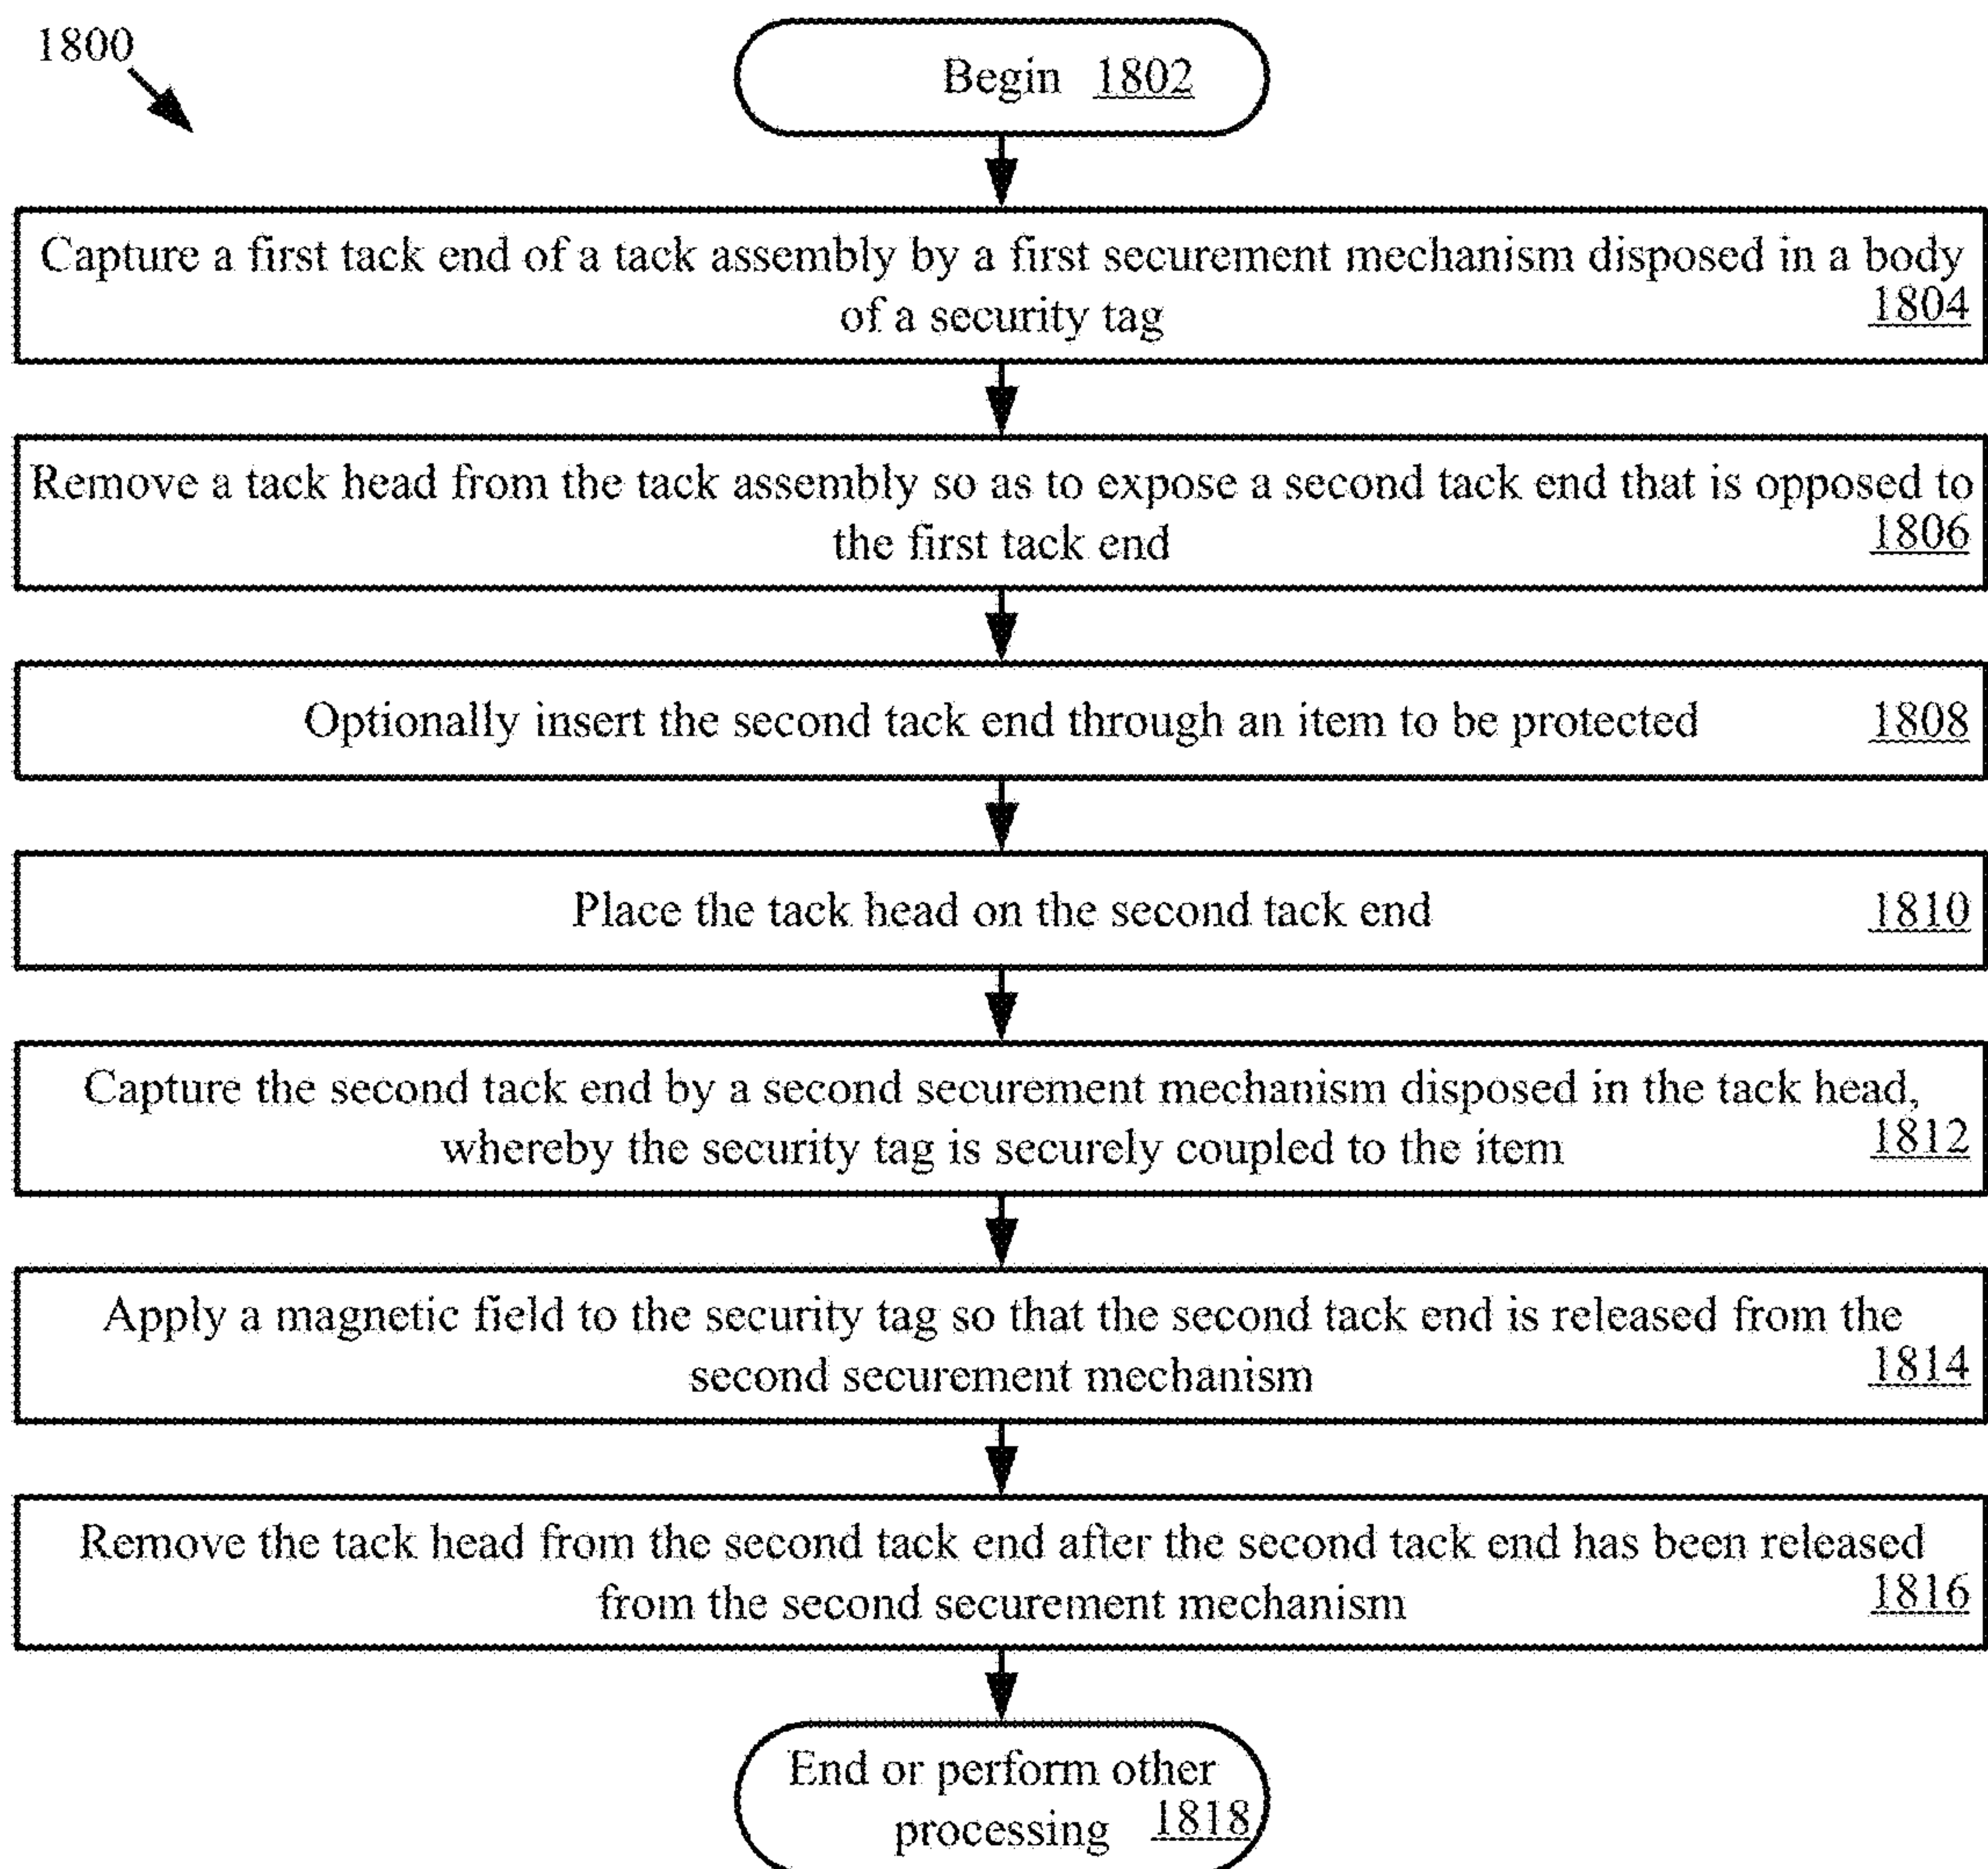 1800
Begin 1802
Capture a first tack end of a tack assembly by a first securement mechanism disposed in a body
of a security tag 1804
Remove a tack head from the tack assembly so as to expose a second tack end that is opposed to
the first tack end 1806
Optionally insert the second tack end through an item to be protected 1808
Place the tack head on the second tack end 1810
Capture the second tack end by a second securement mechanism disposed in the tack head,
whereby the security tag is securely coupled to the item 1812
Apply a magnetic field to the security tag so that the second tack end is released from the
second securement mechanism 1814
Remove the tack head from the second tack end after the second tack end has been released
from the second securement mechanism 1816
End or perform other
processing 1818